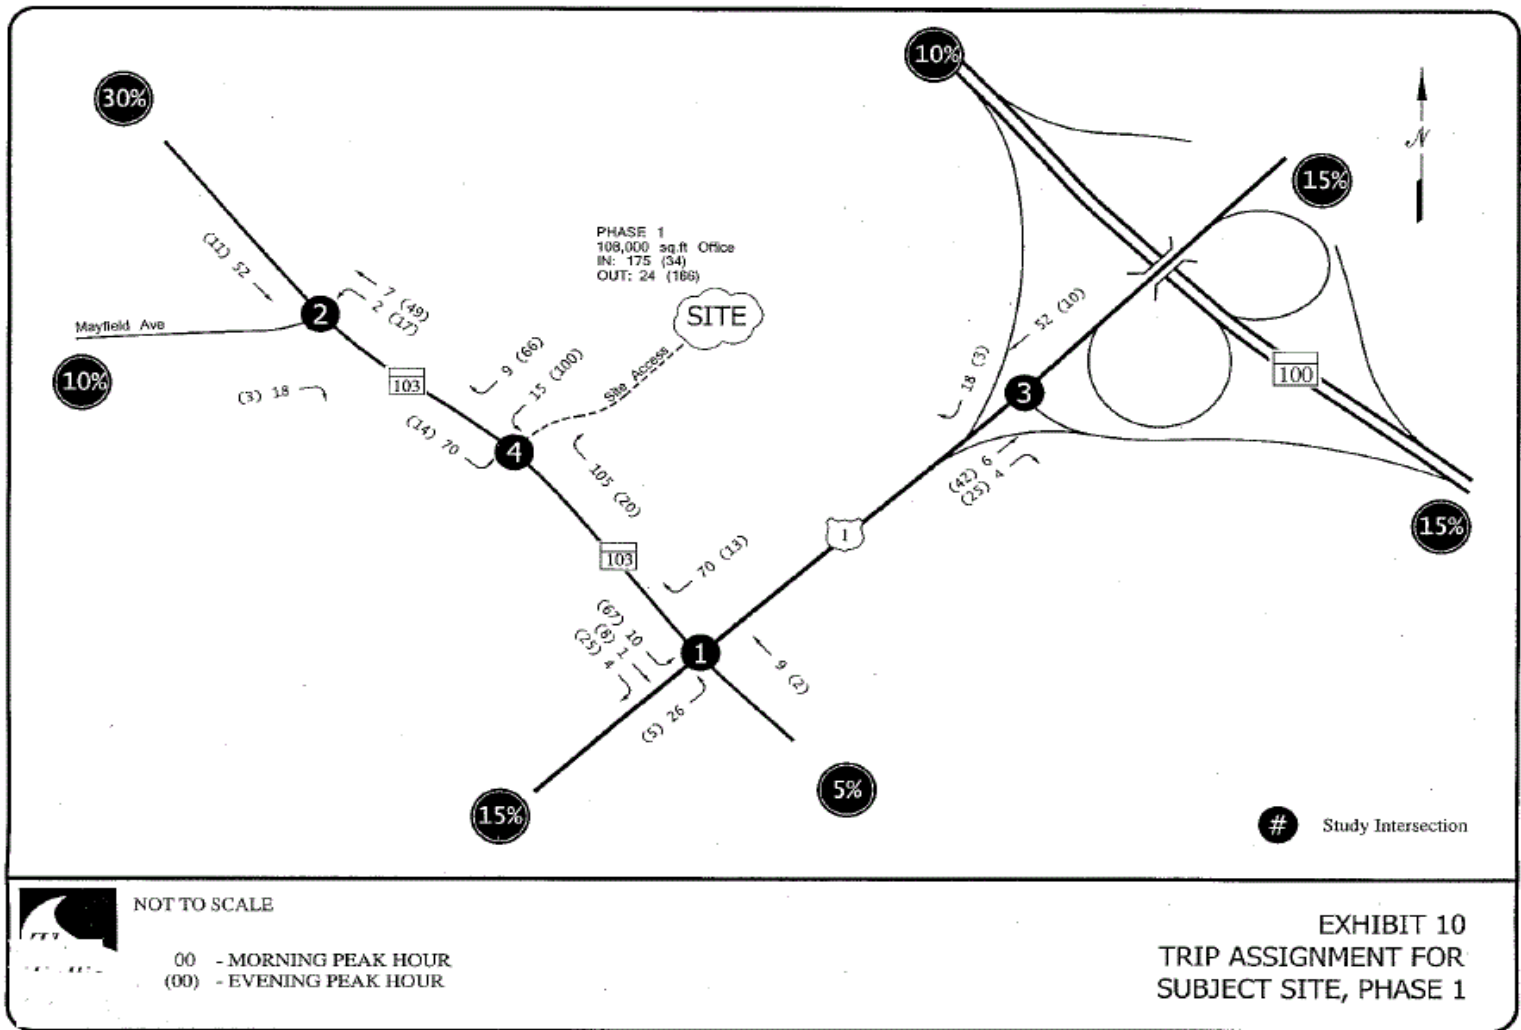 10%
30%
15%
N
PHASE 1
108,000 sq.ft Office
IN: 175 (34)
OUT: 24 (166)
SITE
Site Access
(11) 52
7 (49)
2 (17)
2
Mayfield Ave
10%
(3) 18
103
9 (66)
15 (100)
(14) 70
4
105 (20)
52 (10)
18 (3)
3
100
(42) 6
(25) 4
15%
1
103
70 (13)
(67) 10
(8) 1
(25) 4
1
9 (2)
(5) 26
15%
5%
# Study Intersection
NOT TO SCALE
00 - MORNING PEAK HOUR
(00) - EVENING PEAK HOUR
EXHIBIT 10
TRIP ASSIGNMENT FOR
SUBJECT SITE, PHASE 1